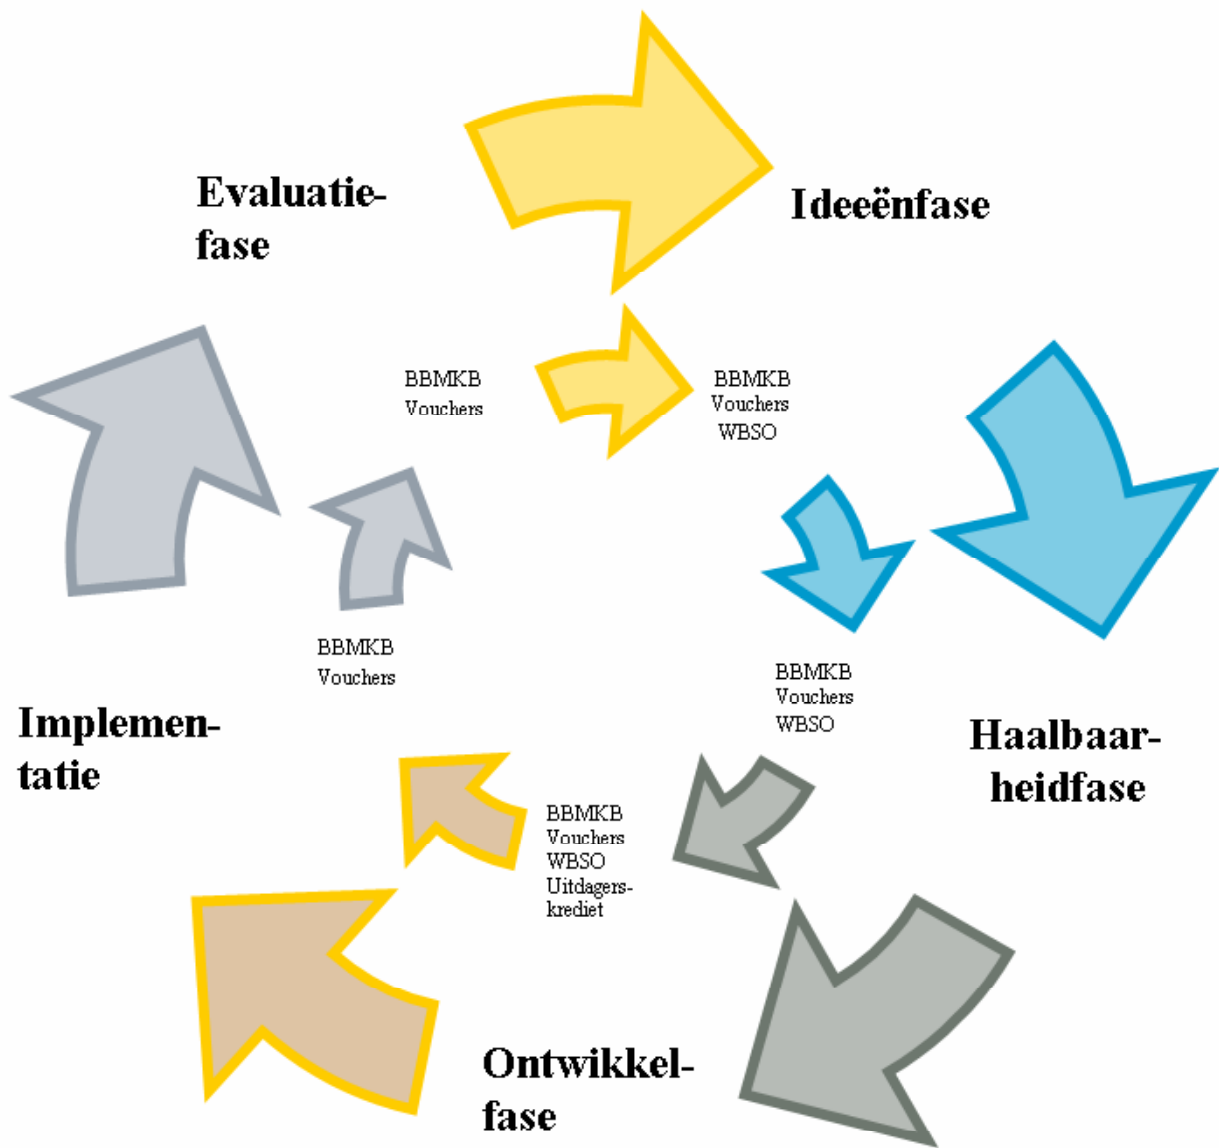 Evaluatie-
fase
Ideeënfase
BBMKB
Vouchers
BBMKB
Vouchers
WBSO
BBMKB
Vouchers
BBMKB
Vouchers
WBSO
Implemen-
tatie
Haalbaar-
heidfase
BBMKB
Vouchers
WBSO
Uitdagers-
krediet
Ontwikkel-
fase